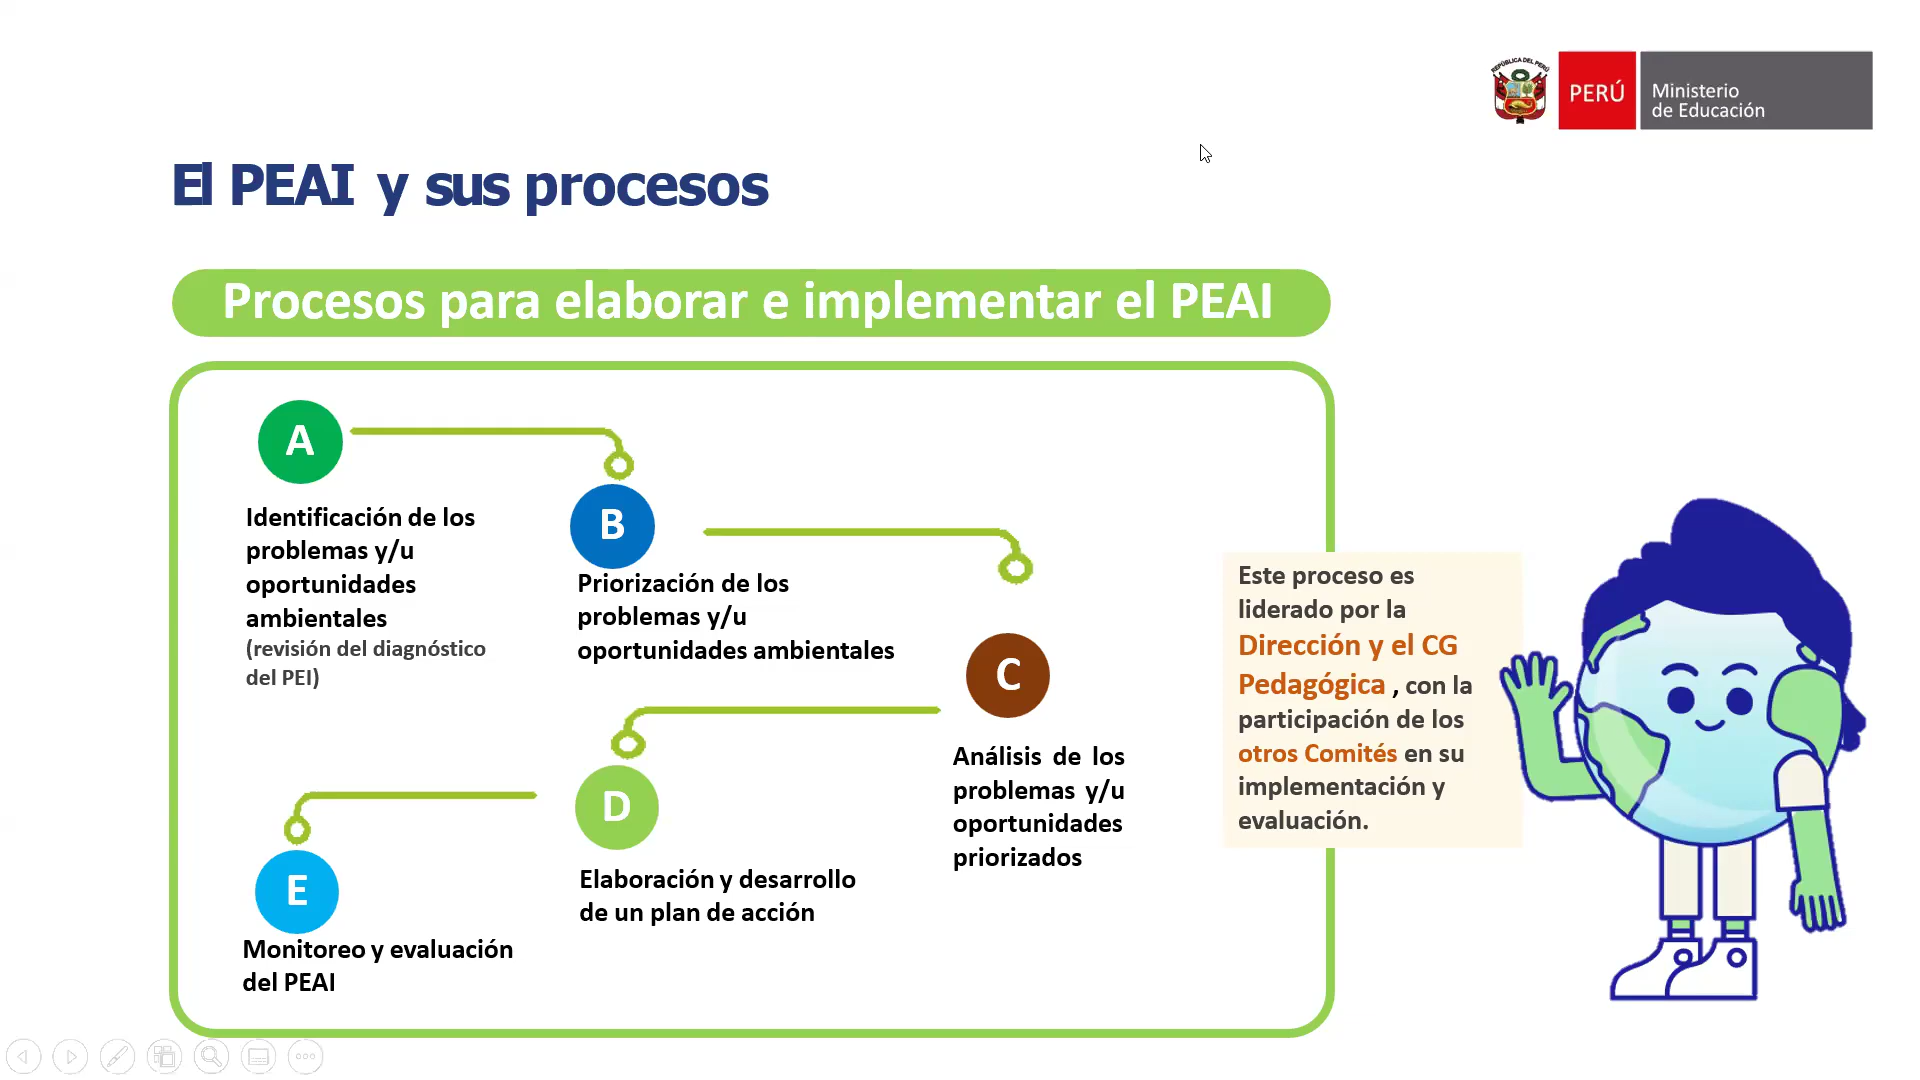 REPÚBLICA DEL PERÚ
PERÚ
Ministerio
de Educación
El PEAI y sus procesos
Procesos para elaborar e implementar el PEAI
A
Identificación de los
problemas y/u
oportunidades
ambientales
(revisión del diagnóstico
del PEI)
B
Priorización de los
problemas y/u
oportunidades ambientales
C
Análisis de los
problemas y/u
oportunidades
priorizados
D
Elaboración y desarrollo
de un plan de acción
E
Monitoreo y evaluación
del PEAI
Este proceso es
liderado por la
Dirección y el CG
Pedagógica , con la
participación de los
otros Comités en su
implementación y
evaluación.